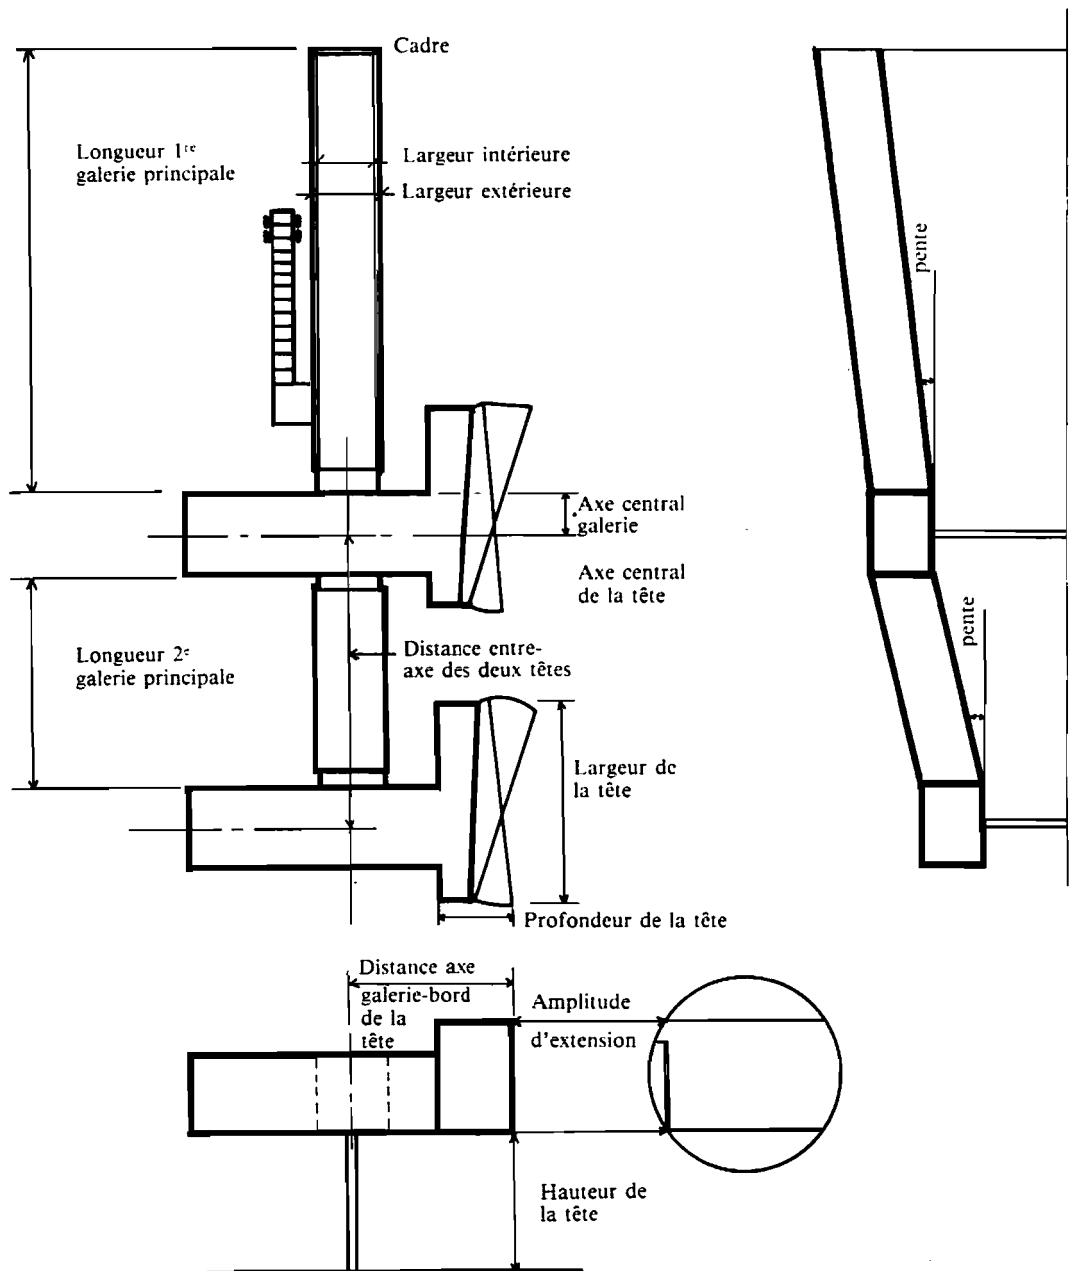 Cadre
Longueur 1re
galerie principale
Largeur intérieure
Largeur extérieure
pente
Axe central
galerie
Axe central
de la tête
pente
Longueur 2e
galerie principale
Distance entre-
axe des deux têtes
Largeur de
la tête
Profondeur de la tête
Distance axe
galerie-bord
de la
tête
Amplitude
d'extension
Hauteur de
la tête